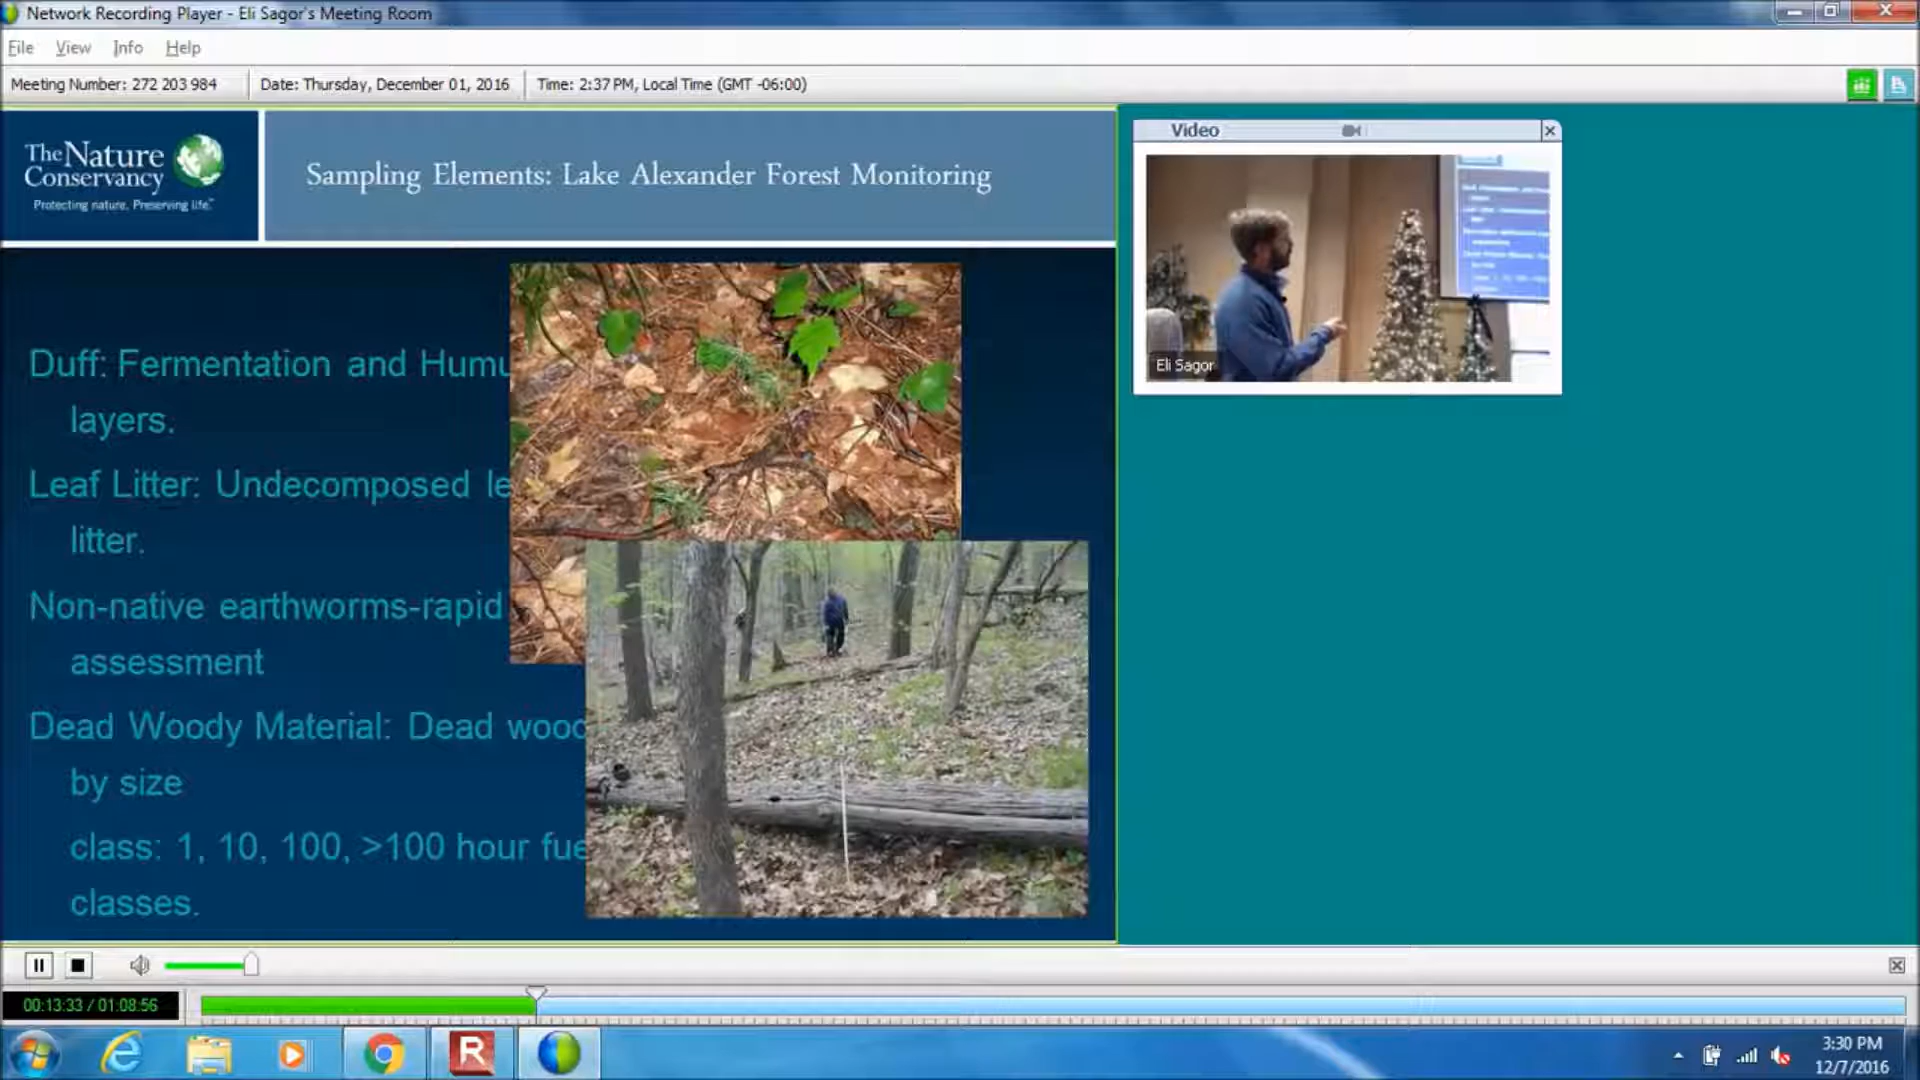 Network Recording Player - Eli Sagor's Meeting Room
File View Info Help
Meeting Number: 272 203 984 Date: Thursday, December 01, 2016 Time: 2:37 PM, Local Time (GMT -06:00)
The Nature
Conservancy
Protecting nature. Preserving life.
Sampling Elements: Lake Alexander Forest Monitoring
Video
Eli Sagor
Duff: Fermentation and Humu
layers.
Leaf Litter: Undecomposed le
litter.
Non-native earthworms-rapid
assessment
Dead Woody Material: Dead wood
by size
class: 1, 10, 100, >100 hour fue
classes.
00:13:33 / 01:08:56
R
3:30 PM
12/7/2016